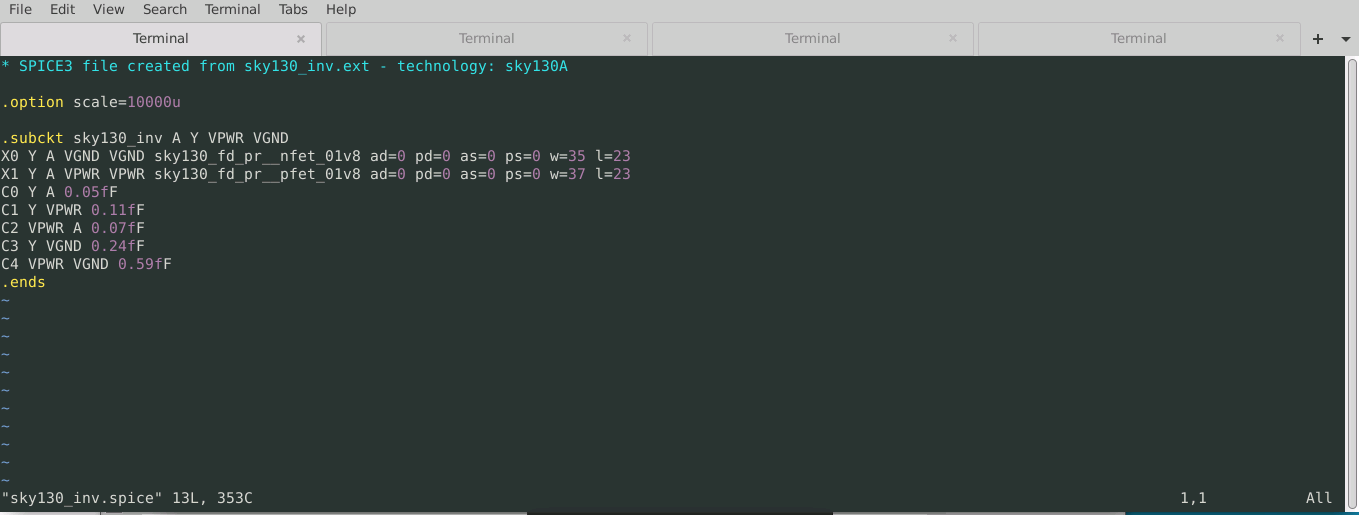 File Edit View Search Terminal Tabs Help
Terminal × Terminal × Terminal × Terminal × +
* SPICE3 file created from sky130_inv.ext - technology: sky130A
.option scale=10000u
.subckt sky130_inv A Y VPWR VGND
X0 Y A VGND VGND sky130_fd_pr__nfet_01v8 ad=0 pd=0 as=0 ps=0 w=35 l=23
X1 Y A VPWR VPWR sky130_fd_pr__pfet_01v8 ad=0 pd=0 as=0 ps=0 w=37 l=23
C0 Y A 0.05fF
C1 Y VPWR 0.11fF
C2 VPWR A 0.07fF
C3 Y VGND 0.24fF
C4 VPWR VGND 0.59fF
.ends
~
~
~
~
~
~
~
~
~
~
~
"sky130_inv.spice" 13L, 353C 1,1 All